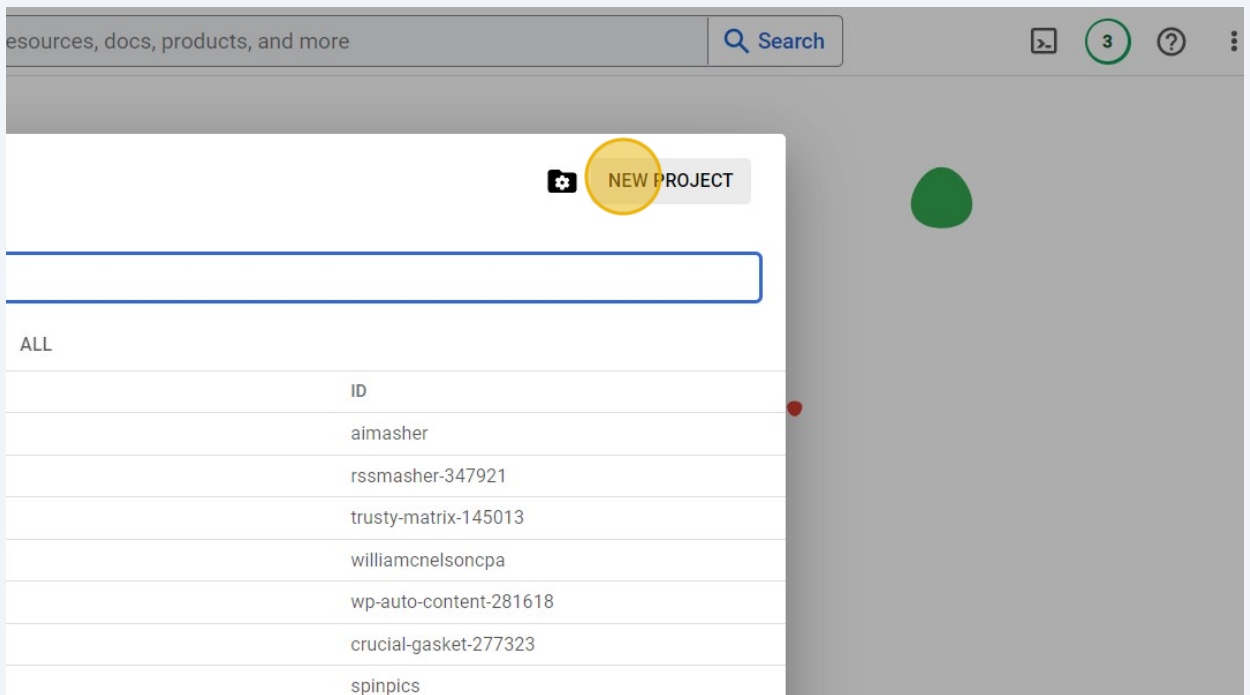 esources, docs, products, and more Search 3
NEW PROJECT
ALL
ID
aimasher
rssmasher-347921
trusty-matrix-145013
williamcnelsoncpa
wp-auto-content-281618
crucial-gasket-277323
spinpics